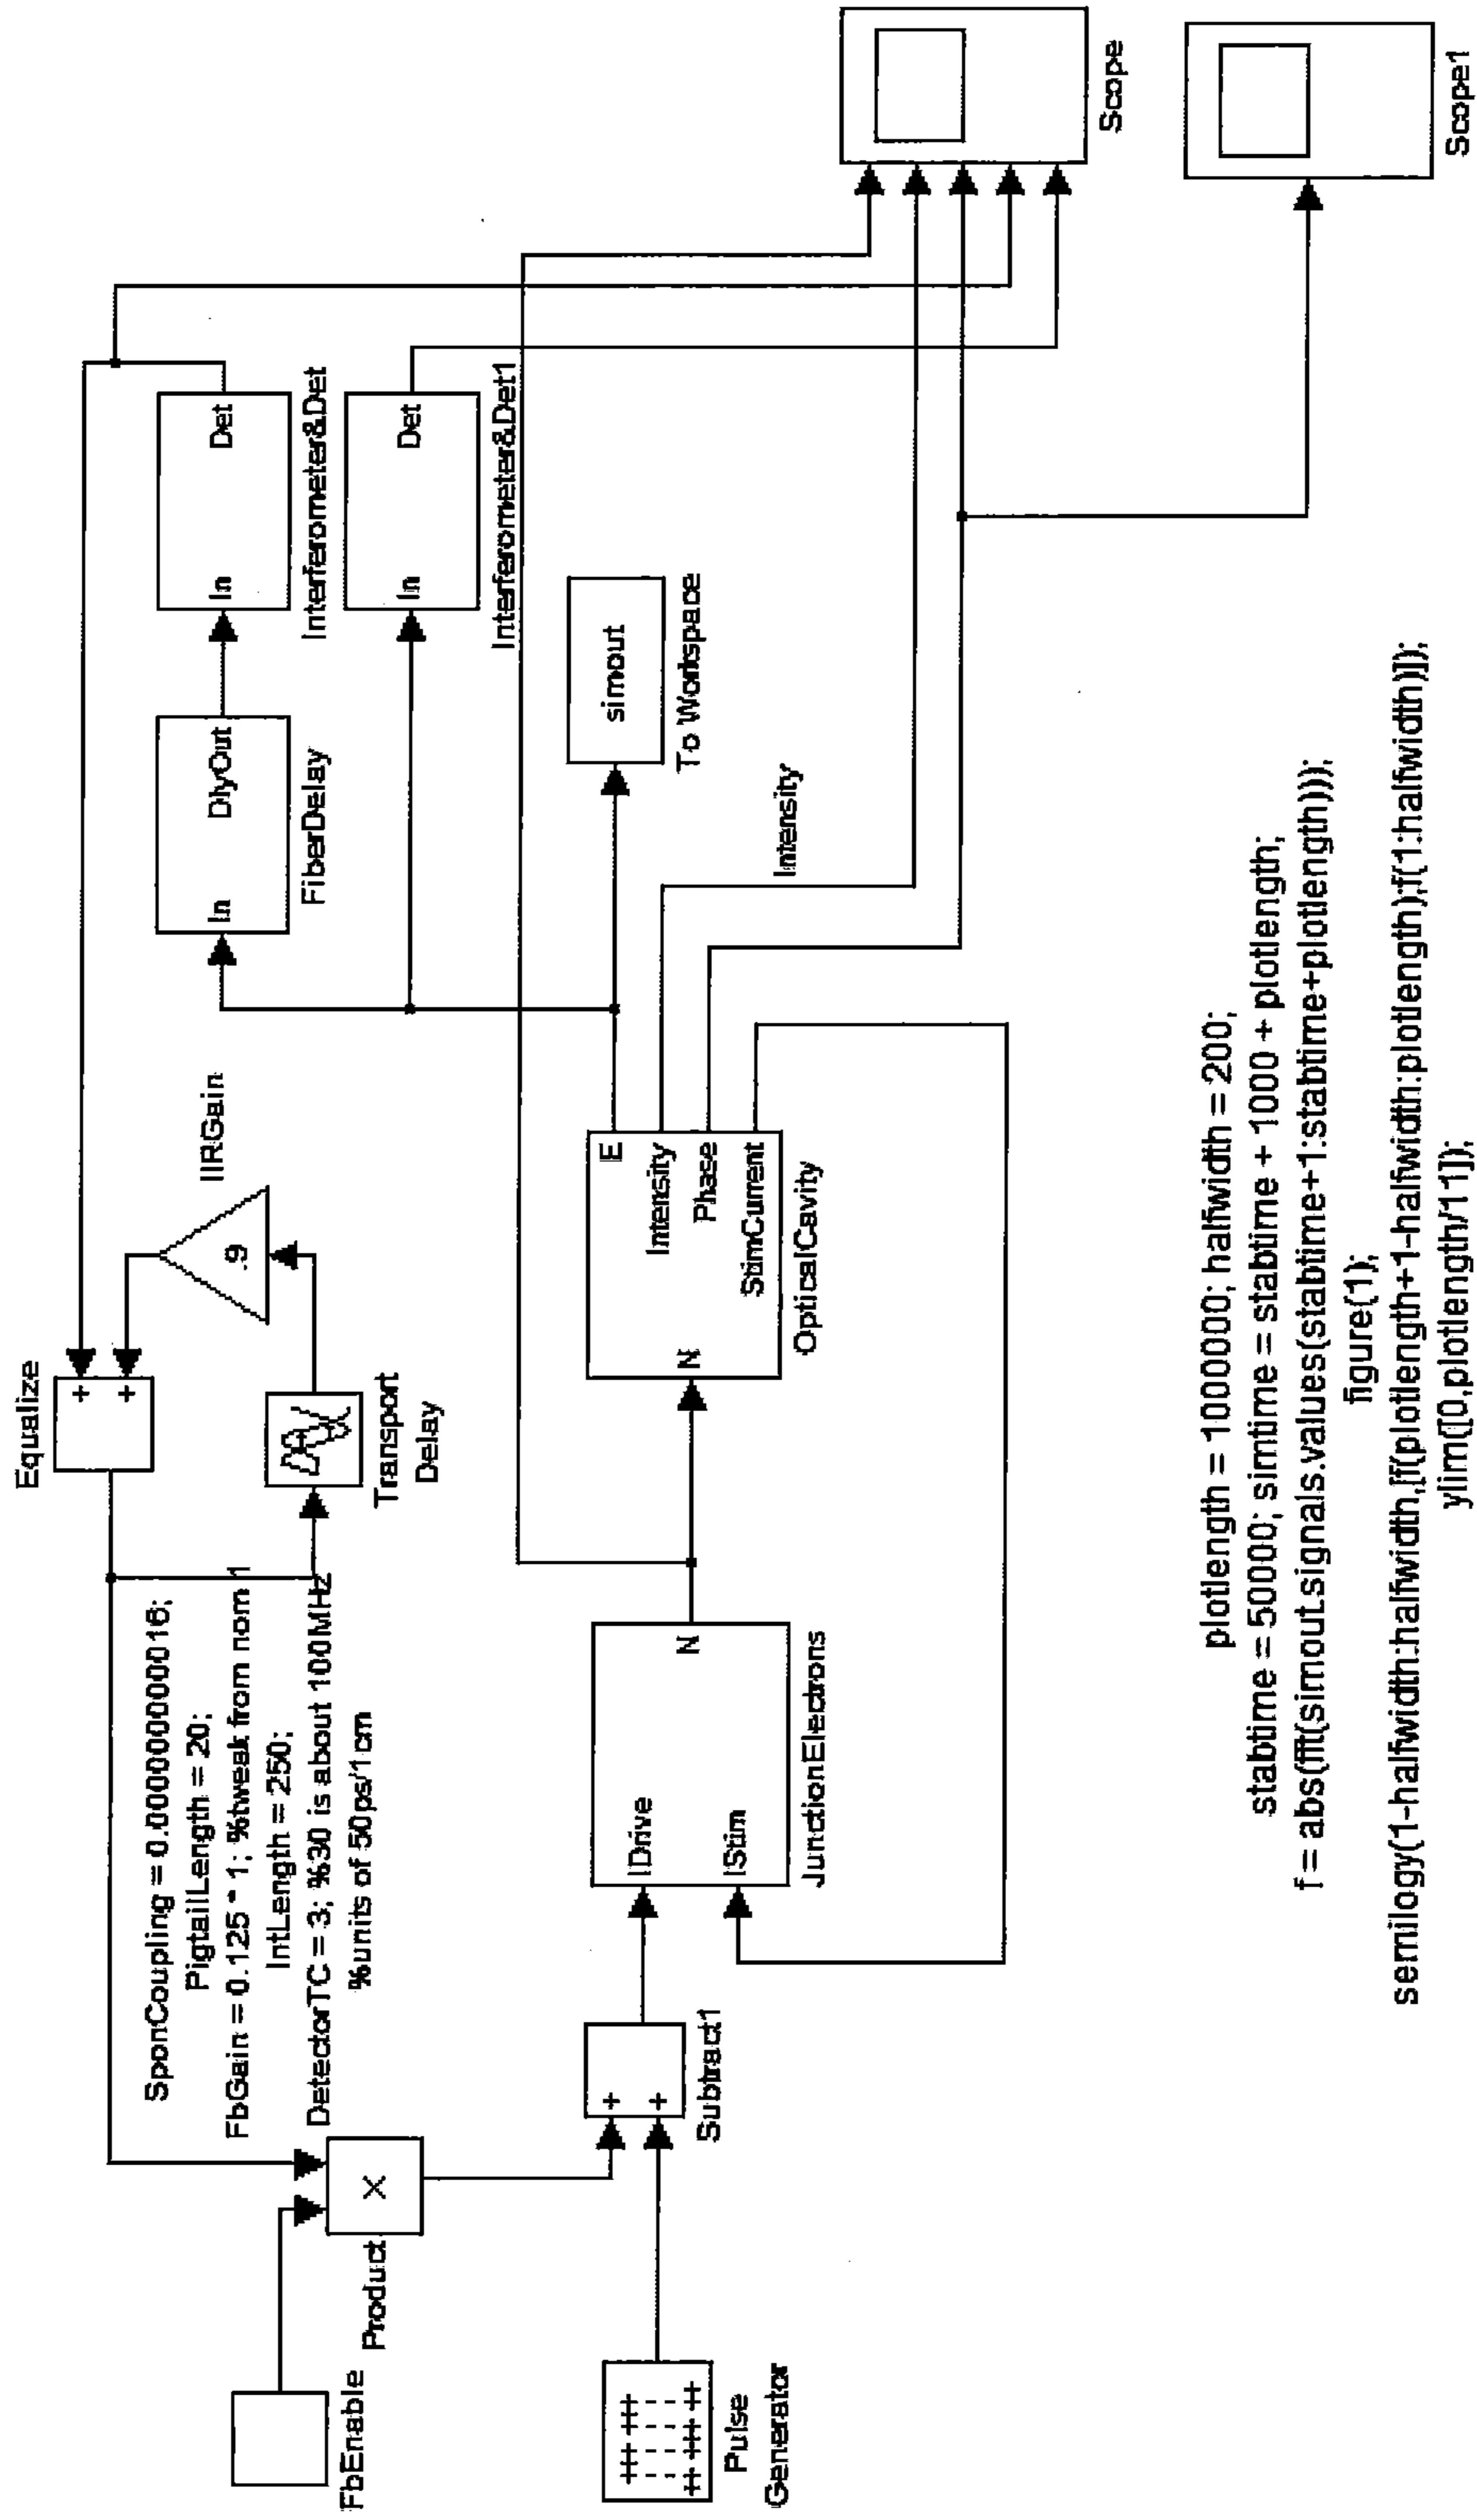 Equalize
+
+
IIRGain
.9
Transport
Delay
SponCoupling = 0.00000000016;
PigtailLength = 20;
FbGain = 0.125 * 1; %tweak from nom 1
IntLength = 250;
DetectorTC = 3; %30 is about 100MHz
%units of 50ps/1cm
FbEnable
Product
X
In
DlyOut
FiberDelay
In
Det
Interferometer&Det
In
Det
Interferometer&Det1
simout
To Workspace
Pulse
Generator
+
+
Subtract1
IDrive
IStim
N
JunctionElectrons
N
E
Intensity
Phase
StimCurrent
OpticalCavity
Intensity
Scope
Scope1
plotlength = 100000; halfwidth = 200;
stabtime = 50000; simtime = stabtime + 1000 + plotlength;
f = abs(fft(simout.signals.values(stabtime+1:stabtime+plotlength)));
figure(1);
semilogy(1-halfwidth:halfwidth,[f(plotlength+1-halfwidth:plotlength);f(1:halfwidth)]);
ylim([0,plotlength/11]);